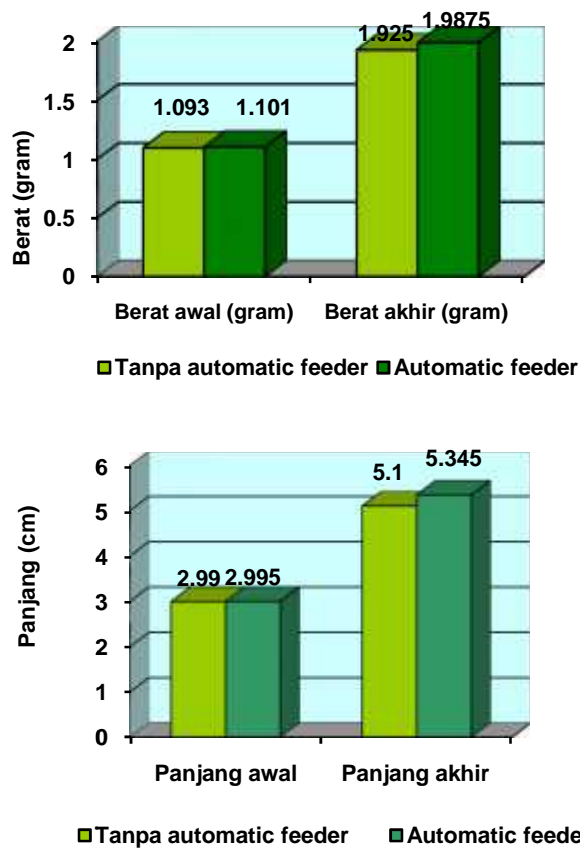 2
1.5
1
0.5
0
Berat (gram)
1.093 1.101
1.925 1.9875
Berat awal (gram) Berat akhir (gram)
Tanpa automatic feeder Automatic feeder
6
5
4
3
2
1
0
Panjang (cm)
2.99 2.995
5.1 5.345
Panjang awal Panjang akhir
Tanpa automatic feeder Automatic feede